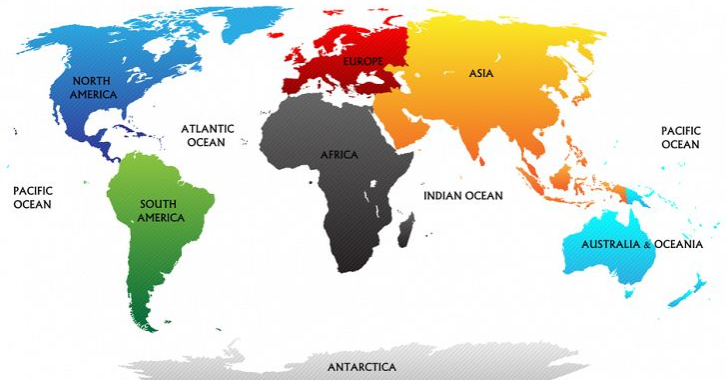 EUROPE
ASIA
NORTH
AMERICA
ATLANTIC
OCEAN
PACIFIC
OCEAN
AFRICA
PACIFIC
OCEAN
INDIAN OCEAN
SOUTH
AMERICA
AUSTRALIA & OCEANIA
ANTARCTICA